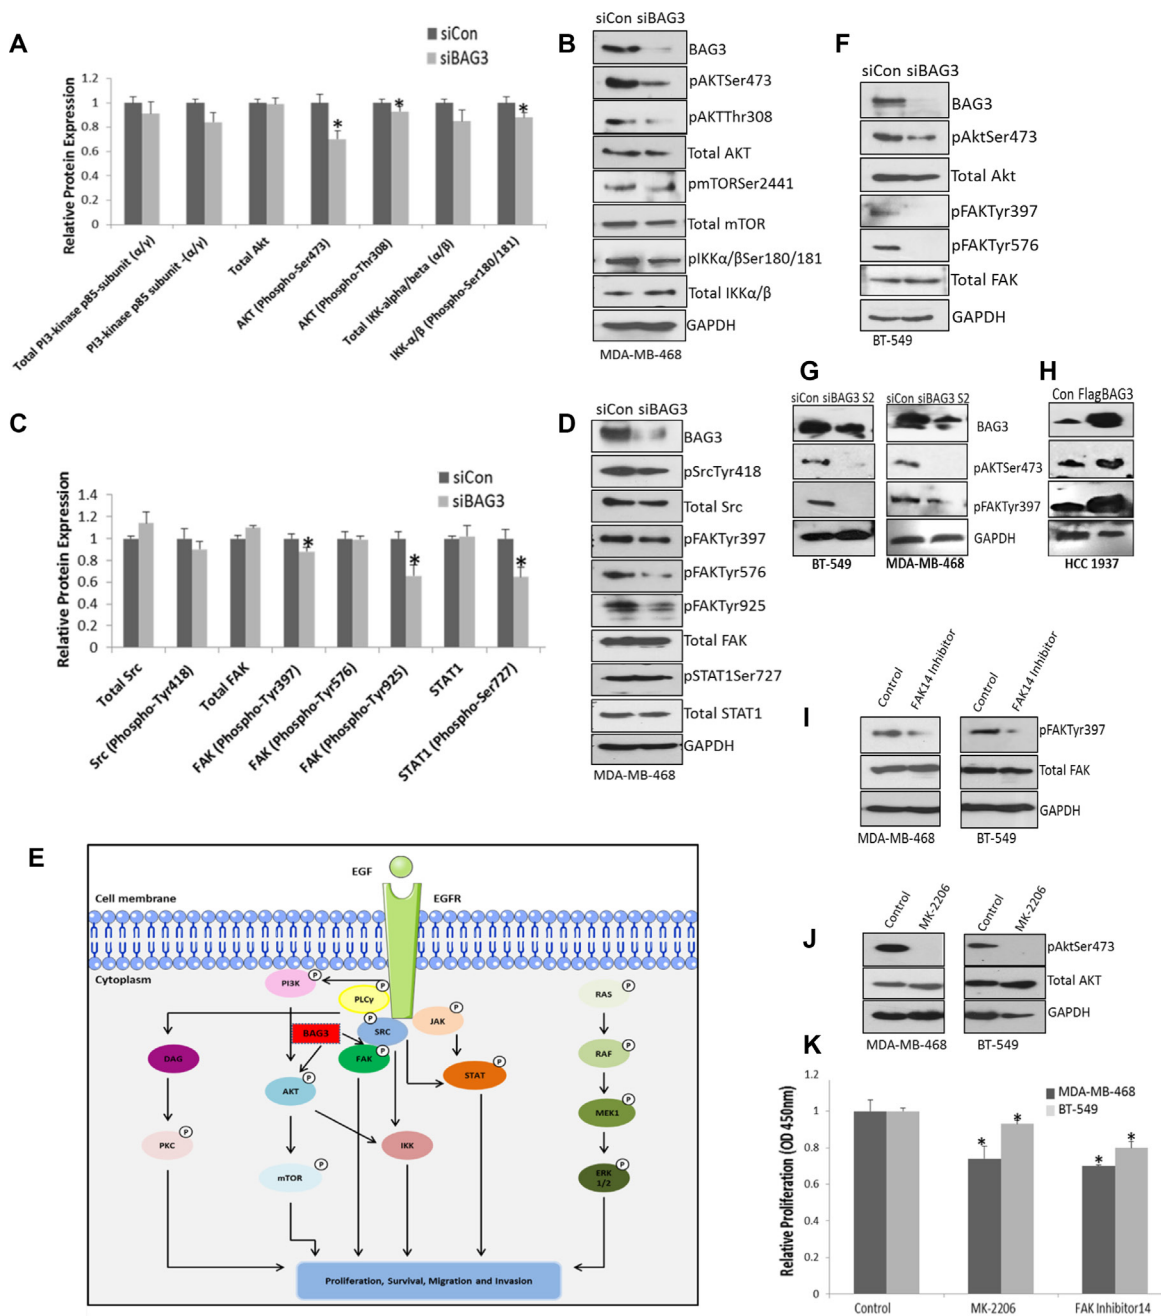 A
siCon
siBAG3
Relative Protein Expression
1.2
1
0.8
0.6
0.4
0.2
0
*
*
*
Total PI3-kinase p85-subunit (α/γ)
PI3-kinase p85 subunit -(α/γ)
Total Akt
AKT (Phospho-Ser473)
AKT (Phospho-Thr308)
Total IKK-alpha/beta (α/β)
IKK-α/β (Phospho-Ser180/181)
B
siCon siBAG3
BAG3
pAKTSer473
pAKTThr308
Total AKT
pmTORSer2441
Total mTOR
pIKKα/βSer180/181
Total IKKα/β
GAPDH
MDA-MB-468
F
siCon siBAG3
BAG3
pAktSer473
Total Akt
pFAKTyr397
pFAKTyr576
Total FAK
GAPDH
BT-549
C
siCon
siBAG3
Relative Protein Expression
1.4
1.2
1
0.8
0.6
0.4
0.2
0
*
*
*
Total Src
Src (Phospho-Tyr418)
Total FAK
FAK (Phospho-Tyr397)
FAK (Phospho-Tyr576)
FAK (Phospho-Tyr925)
STAT1
STAT1 (Phospho-Ser727)
D
siCon siBAG3
BAG3
pSrcTyr418
Total Src
pFAKTyr397
pFAKTyr576
pFAKTyr925
Total FAK
pSTAT1Ser727
Total STAT1
GAPDH
MDA-MB-468
G
siCon siBAG3 S2
siCon siBAG3 S2
BAG3
pAKTSer473
pFAKTyr397
GAPDH
BT-549
MDA-MB-468
H
Con FlagBAG3
HCC 1937
I
Control
FAK14 Inhibitor
Control
FAK14 Inhibitor
pFAKTyr397
Total FAK
GAPDH
MDA-MB-468
BT-549
E
EGF
Cell membrane
EGFR
Cytoplasm
PI3K
P
PLCγ
P
SRC
P
JAK
P
RAS
P
BAG3
FAK
P
DAG
STAT
P
RAF
P
AKT
P
MEK1
P
PKC
P
IKK
mTOR
P
ERK
1/2
P
Proliferation, Survival, Migration and Invasion
J
Control
MK-2206
Control
MK-2206
pAktSer473
Total AKT
GAPDH
MDA-MB-468
BT-549
K
MDA-MB-468
BT-549
Relative Proliferation (OD 450nm)
1.2
1
0.8
0.6
0.4
0.2
0
*
*
*
*
Control
MK-2206
FAK Inhibitor14